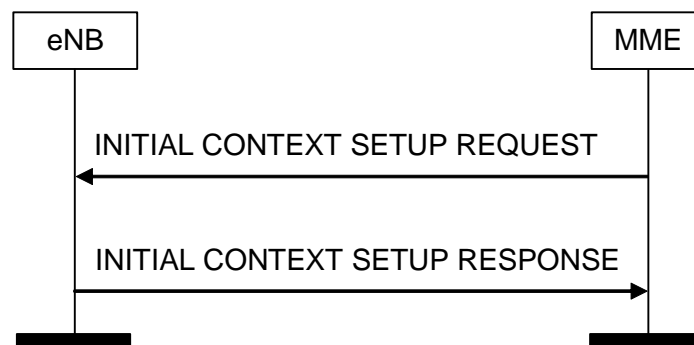 eNB
MME
INITIAL CONTEXT SETUP REQUEST
INITIAL CONTEXT SETUP RESPONSE